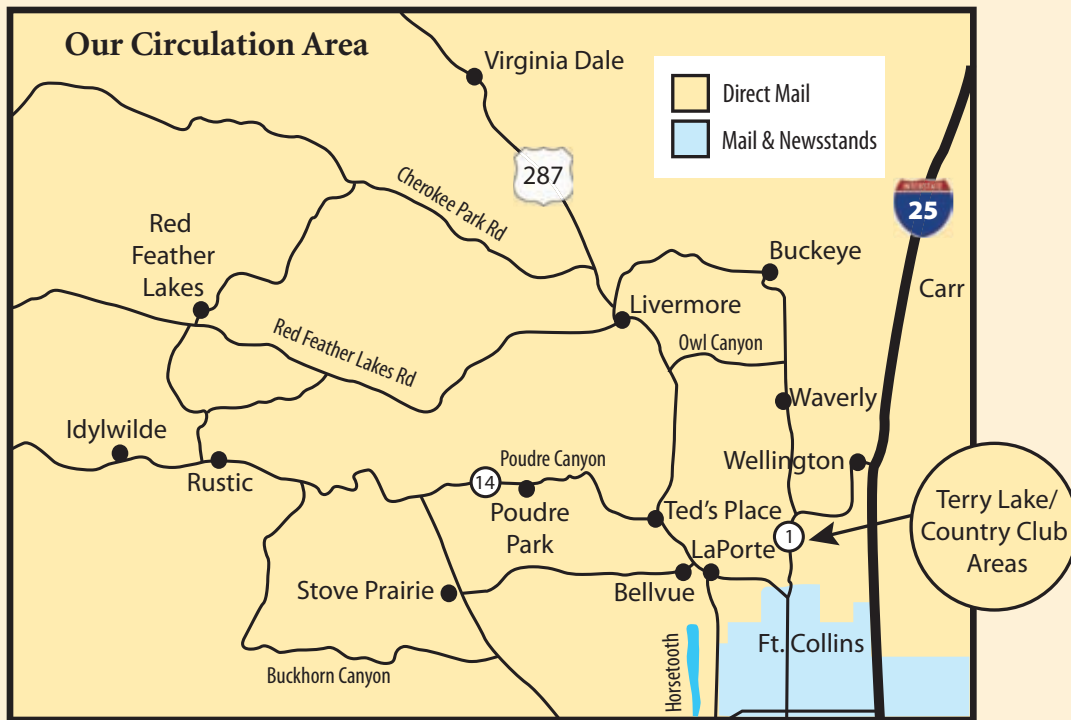 Our Circulation Area
Virginia Dale
Direct Mail
Mail & Newsstands
287
INTERSTATE
25
Cherokee Park Rd
Red
Feather
Lakes
Buckeye
Carr
Livermore
Red Feather Lakes Rd
Owl Canyon
Waverly
Idylwilde
Rustic
Poudre Canyon
Wellington
14
Poudre
Park
Ted's Place
1
Terry Lake/
Country Club
Areas
LaPorte
Stove Prairie
Bellvue
Ft. Collins
Buckhorn Canyon
Horsetooth